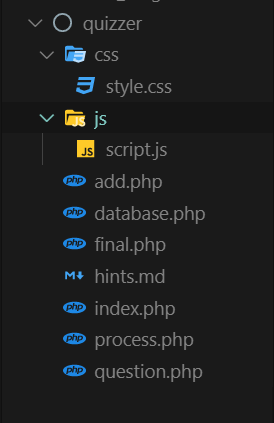 quizzer
css
style.css
js
JS script.js
php add.php
php database.php
php final.php
M hints.md
php index.php
php process.php
php question.php